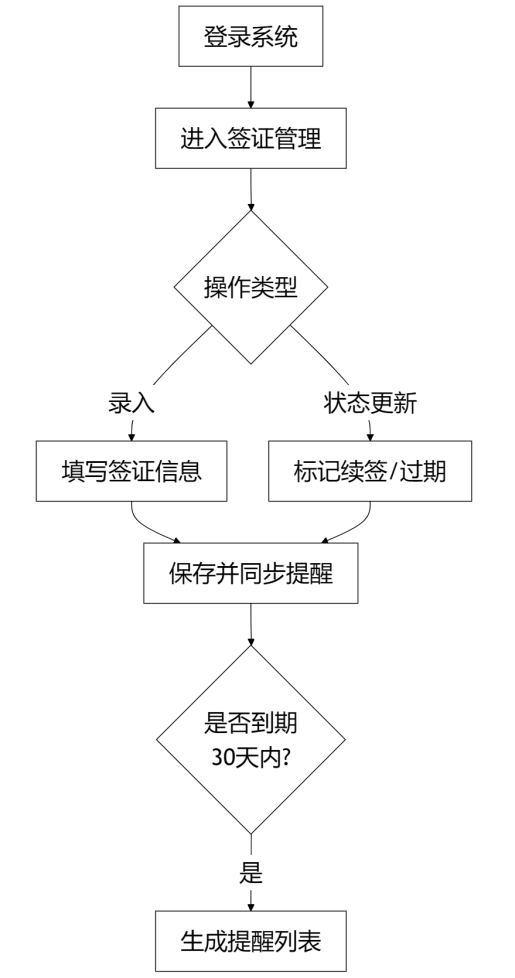 登录系统
进入签证管理
操作类型
录入
状态更新
填写签证信息
标记续签/过期
保存并同步提醒
是否到期
30天内?
是
生成提醒列表